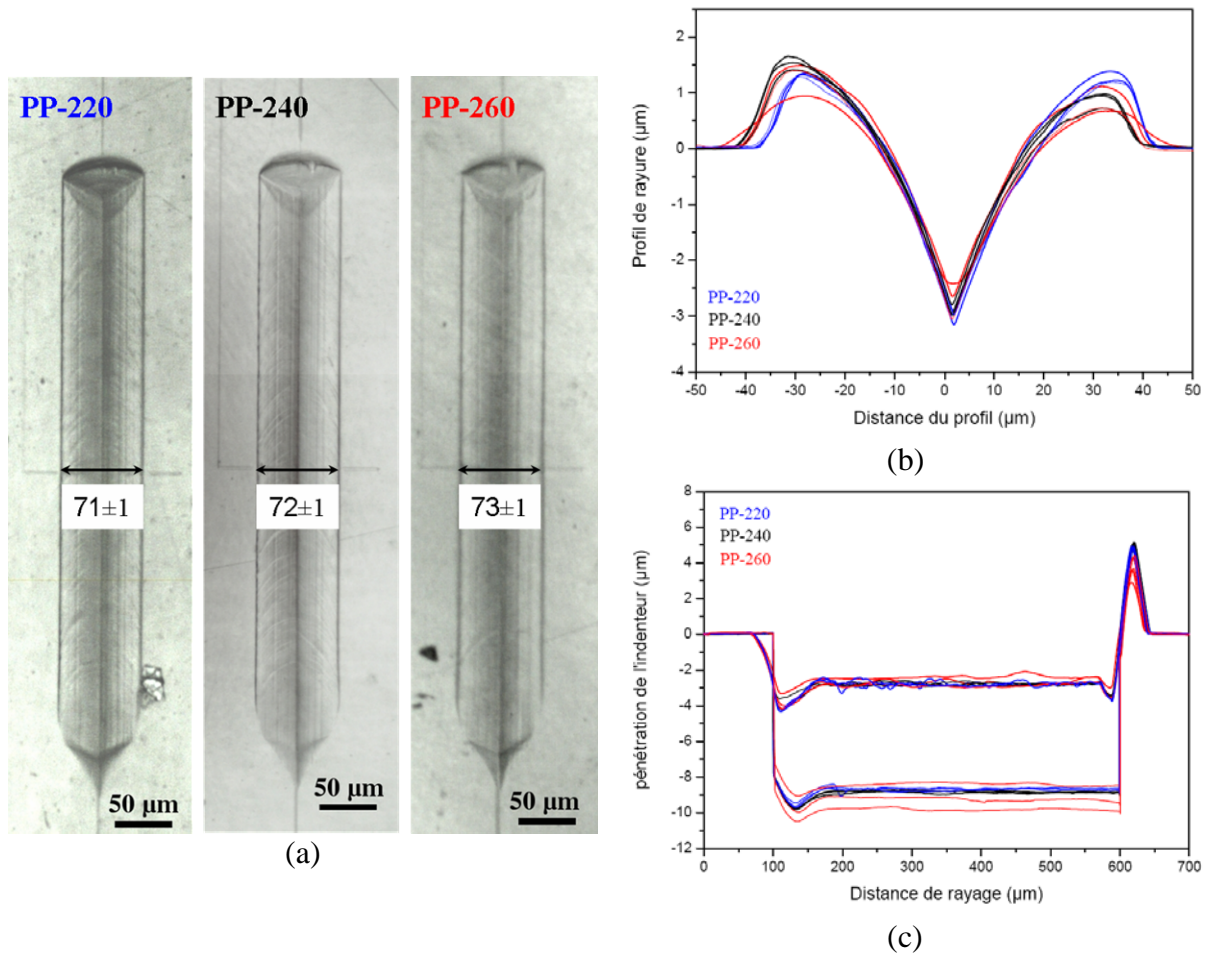 PP-220
PP-240
PP-260
71±1
72±1
73±1
50 µm
50 µm
50 µm
(a)
Profil de rayure (µm)
2
1
0
-1
-2
-3
-4
PP-220
PP-240
PP-260
-50 -40 -30 -20 -10 0 10 20 30 40 50
Distance du profil (µm)
(b)
pénétration de l'indenteur (µm)
8
6
4
2
0
-2
-4
-6
-8
-10
-12
PP-220
PP-240
PP-260
0 100 200 300 400 500 600 700
Distance de rayage (µm)
(c)